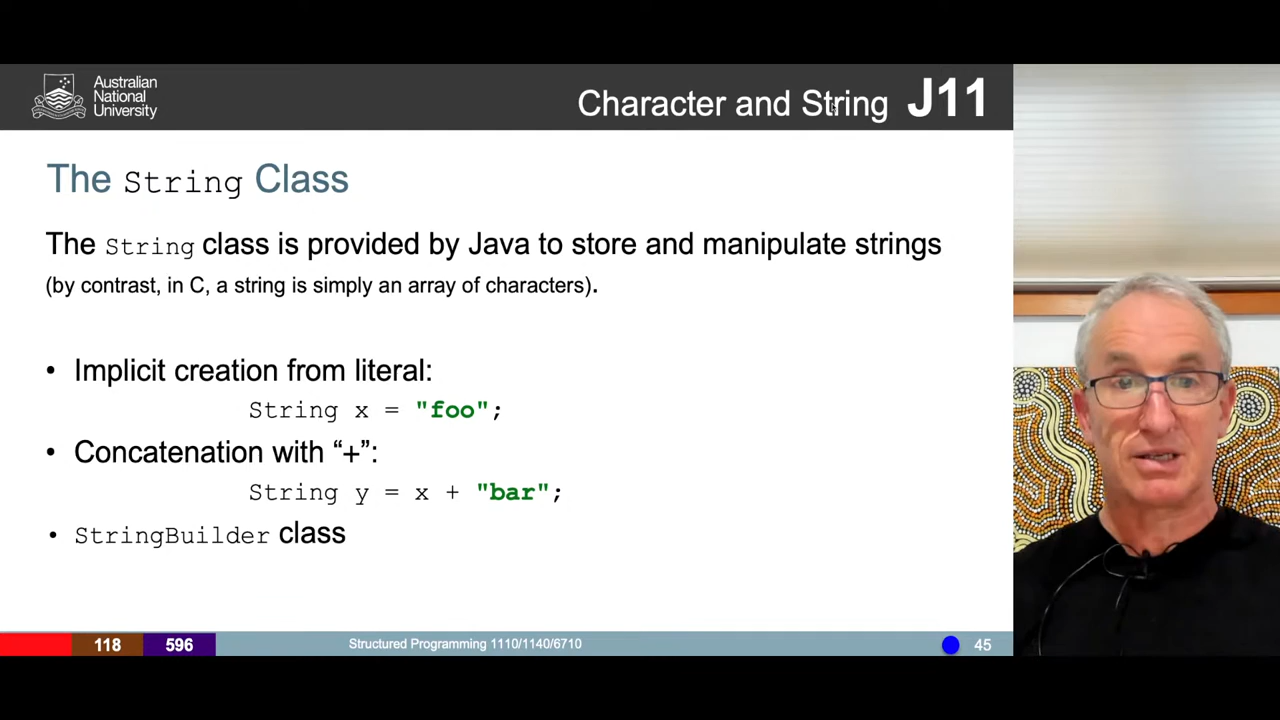 Australian
National
University
Character and String J11
The String Class
The String class is provided by Java to store and manipulate strings
(by contrast, in C, a string is simply an array of characters).
• Implicit creation from literal:
String x = "foo";
• Concatenation with “+”:
String y = x + "bar";
• StringBuilder class
118 596 Structured Programming 1110/1140/6710 45